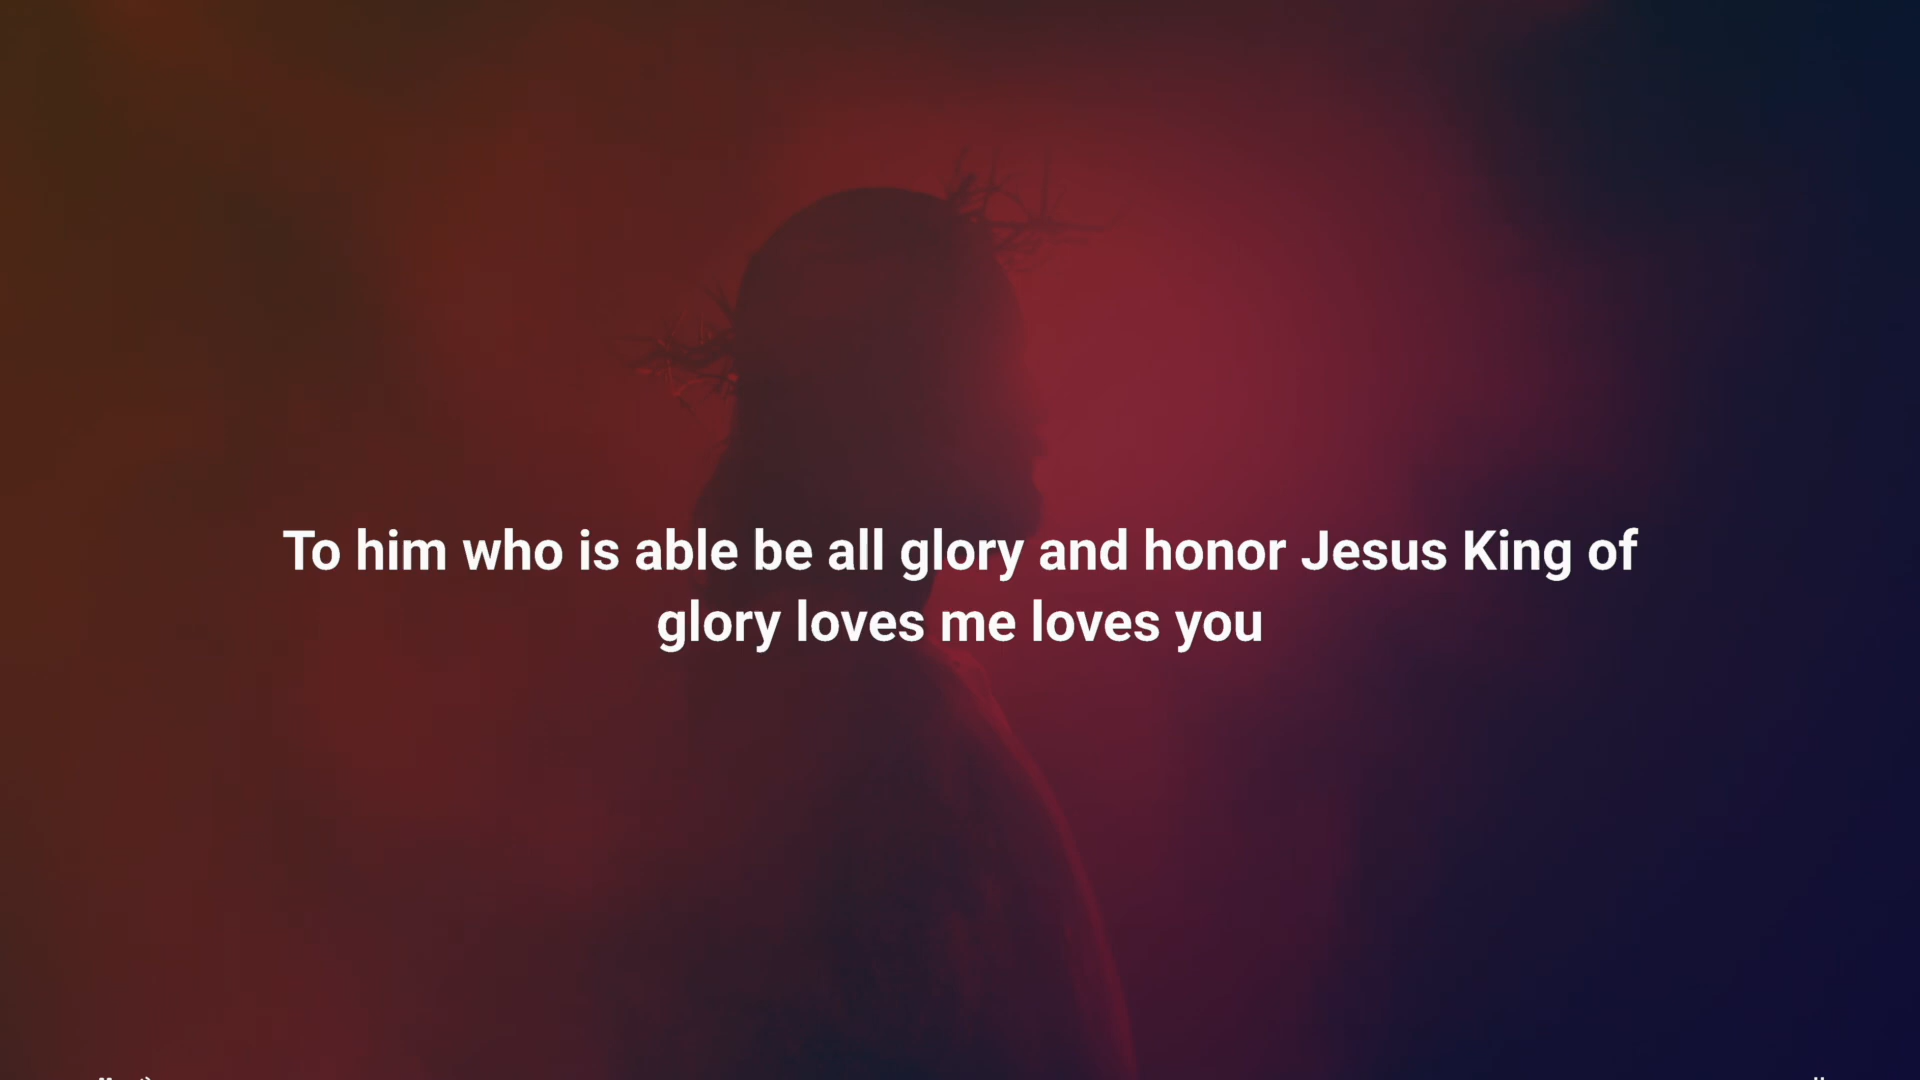 To him who is able be all glory and honor Jesus King of
glory loves me loves you